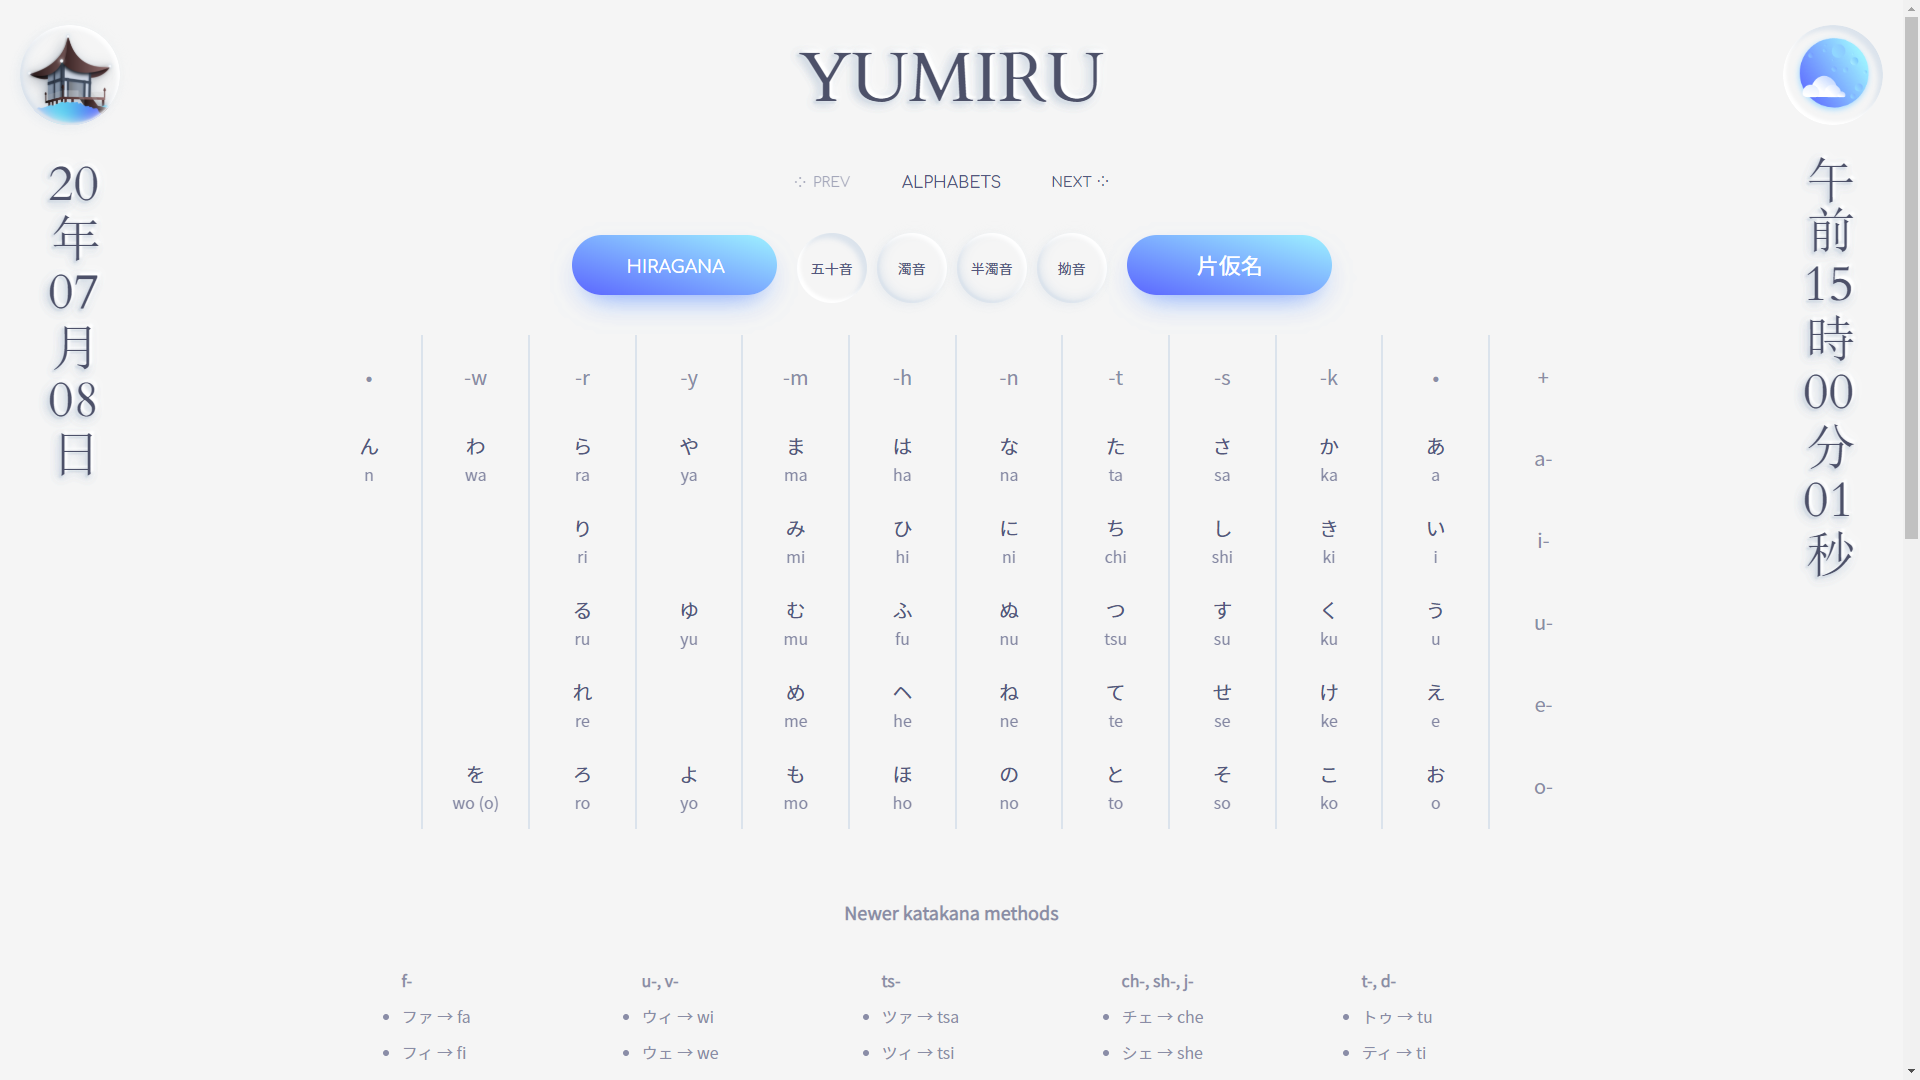 YUMIRU
20
年
07
月
08
日
午
前
15
時
00
分
01
秒
PREV ALPHABETS NEXT
HIRAGANA 五十音 濁音 半濁音 拗音 片仮名
• -w -r -y -m -h -n -t -s -k • +
ん わ ら や ま は な た さ か あ
n wa ra ya ma ha na ta sa ka a a-
り み ひ に ち し き い
ri mi hi ni chi shi ki i i-
る ゆ む ふ ぬ つ す く う
ru yu mu fu nu tsu su ku u u-
れ め へ ね て せ け え
re me he ne te se ke e e-
を ろ よ も ほ の と そ こ お
wo (o) ro yo mo ho no to so ko o o-
Newer katakana methods
f- u-, v- ts- ch-, sh-, j- t-, d-
• ファ → fa • ウィ → wi • ツァ → tsa • チェ → che • トゥ → tu
• フィ → fi • ウェ → we • ツィ → tsi • シェ → she • ティ → ti